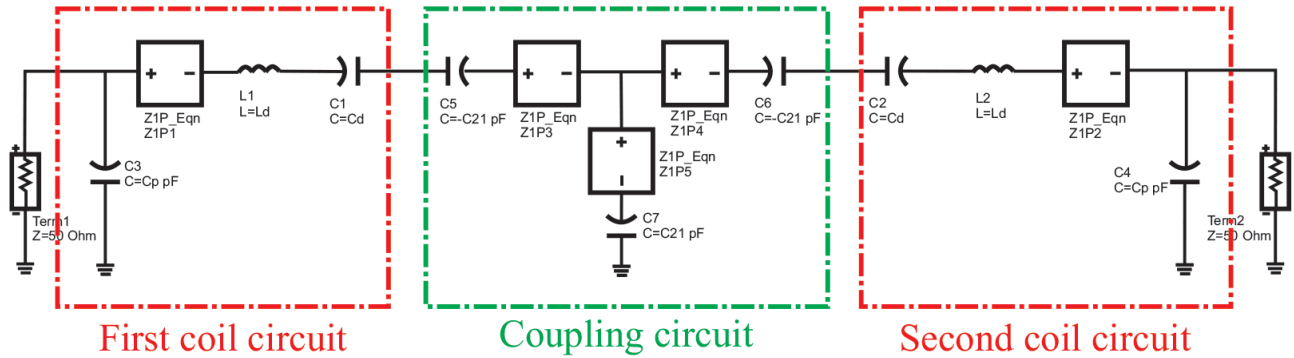 Z1P_Eqn
Z1P1
L1
L=Ld
C1
C=Cd
C5
C=-C21 pF
Z1P_Eqn
Z1P3
Z1P_Eqn
Z1P4
C6
C=-C21 pF
C2
C=Cd
L2
L=Ld
Z1P_Eqn
Z1P2
Term1
Z=50 Ohm
C3
C=Cp pF
Z1P_Eqn
Z1P5
C7
C=C21 pF
C4
C=Cp pF
Term2
Z=50 Ohm
First coil circuit
Coupling circuit
Second coil circuit